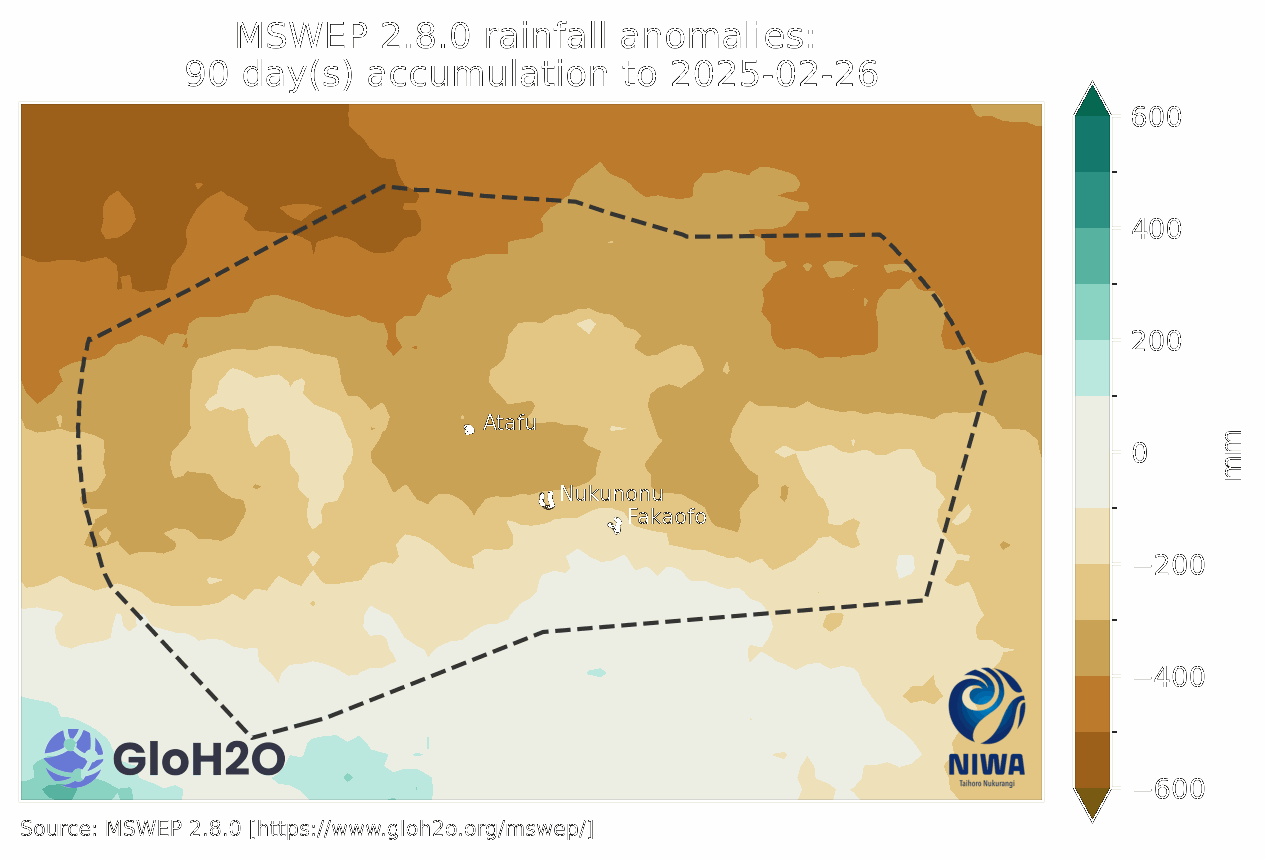 MSWEP 2.8.0 rainfall anomalies:
90 day(s) accumulation to 2025-02-26
600
400
200
0
−200
−400
−600
mm
Atafu
Nukunonu
Fakaofo
GloH2O
NIWA
Taihoro Nukurangi
Source: MSWEP 2.8.0 [https://www.gloh2o.org/mswep/]